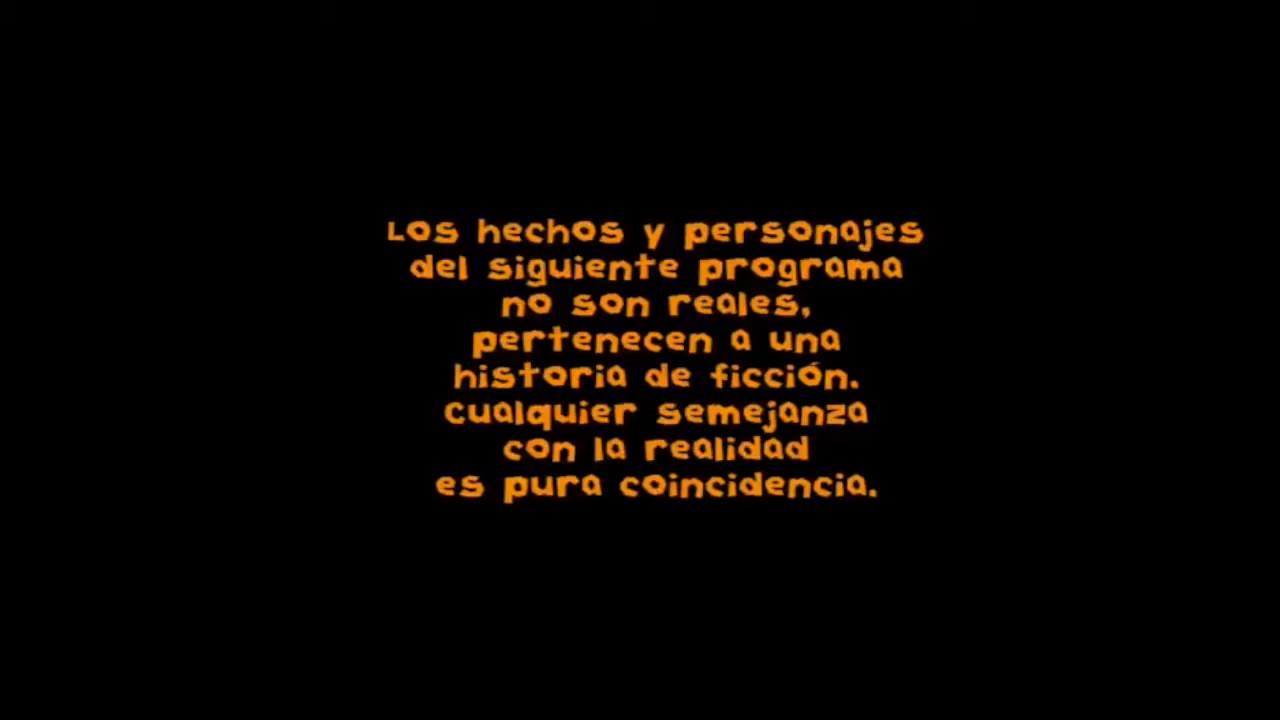 Los hechos y personajes
del siguiente programa
no son reales,
pertenecen a una
historia de ficción.
cualquier semejanza
con la realidad
es pura coincidencia.